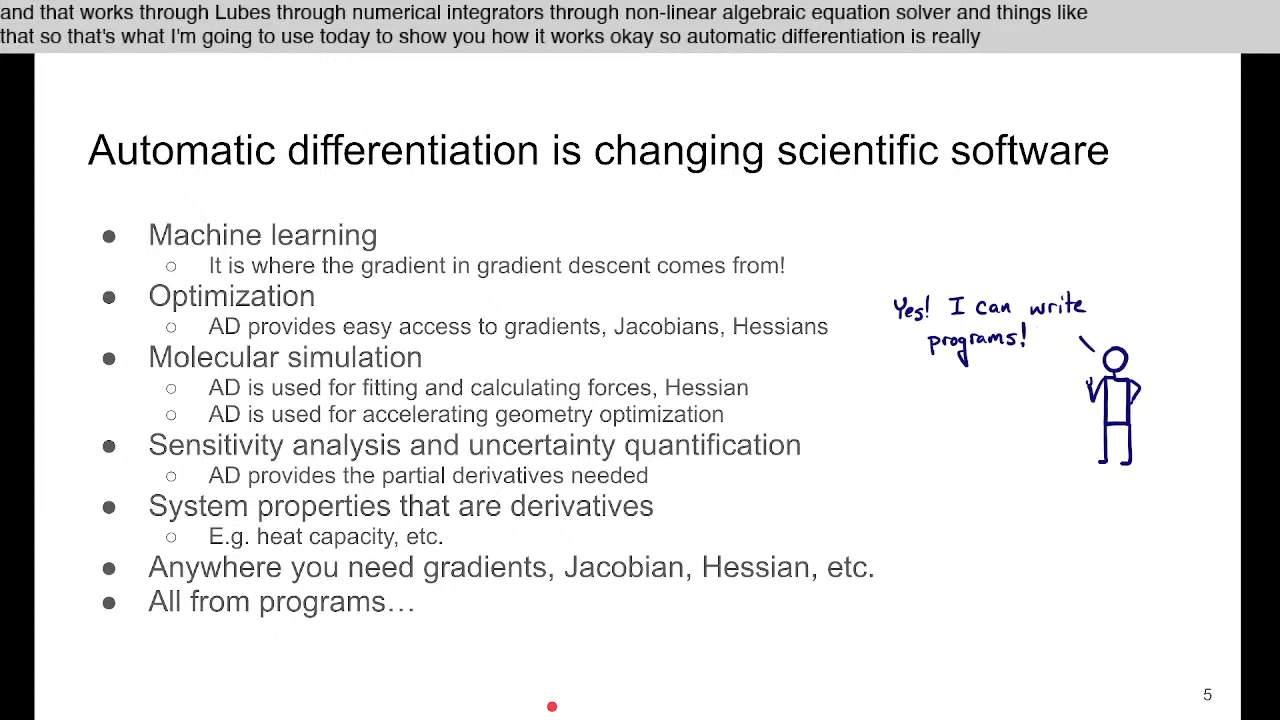 and that works through Lubes through numerical integrators through non-linear algebraic equation solver and things like
that so that's what I'm going to use today to show you how it works okay so automatic differentiation is really
Automatic differentiation is changing scientific software
● Machine learning
○ It is where the gradient in gradient descent comes from!
● Optimization
○ AD provides easy access to gradients, Jacobians, Hessians
● Molecular simulation
○ AD is used for fitting and calculating forces, Hessian
○ AD is used for accelerating geometry optimization
● Sensitivity analysis and uncertainty quantification
○ AD provides the partial derivatives needed
● System properties that are derivatives
○ E.g. heat capacity, etc.
● Anywhere you need gradients, Jacobian, Hessian, etc.
● All from programs…
Yes! I can write
programs!
5